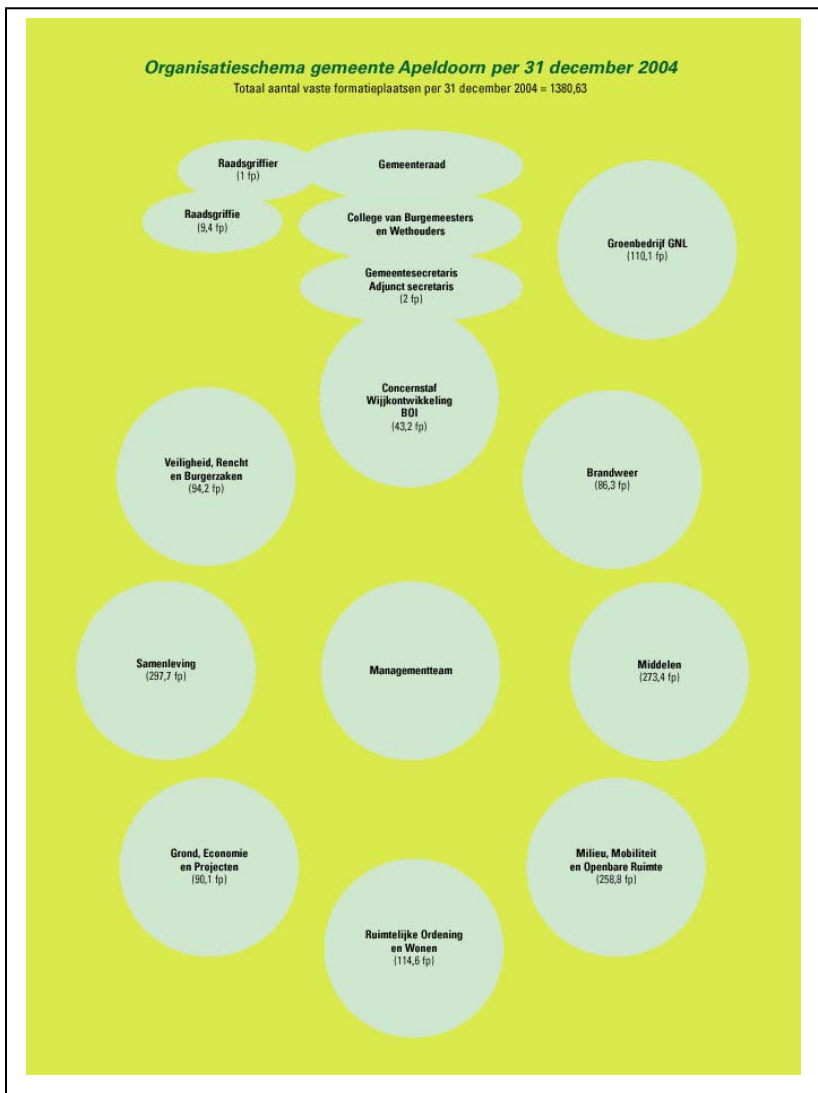 Organisatieschema gemeente Apeldoorn per 31 december 2004
Totaal aantal vaste formatieplaatsen per 31 december 2004 = 1380,63
Raadsgriffier
(1 fp)
Gemeenteraad
Raadsgriffie
(9,4 fp)
College van Burgemeesters
en Wethouders
Groenbedrijf GNL
(110,1 fp)
Gemeentesecretaris
Adjunct secretaris
(2 fp)
Concernstaf
Wijjkontwikkeling
BOI
(43,2 fp)
Veiligheid, Rencht
en Burgerzaken
(94,2 fp)
Brandweer
(86,3 fp)
Samenleving
(297,7 fp)
Managementteam
Middelen
(273,4 fp)
Grond, Economie
en Projecten
(90,1 fp)
Milieu, Mobiliteit
en Openbare Ruimte
(258,8 fp)
Ruimtelijke Ordening
en Wonen
(114,6 fp)